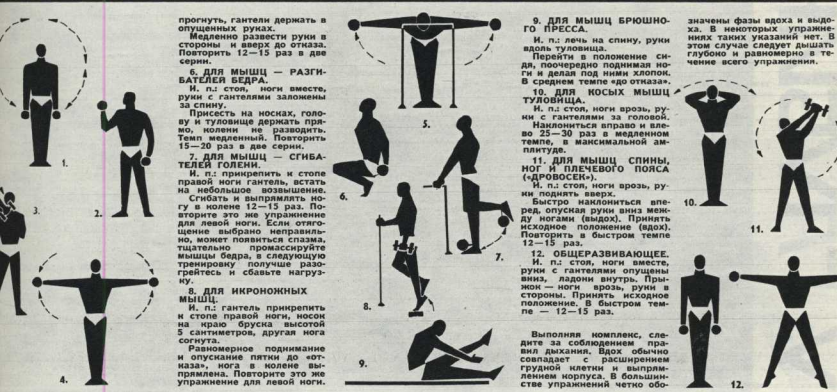 прогнуть, гантели держать в
опущенных руках.
Медленно развести руки в
стороны и вверх до отказа.
Повторить 12—15 раз в две
серии.
6. ДЛЯ МЫШЦ — РАЗГИ-
БАТЕЛЕЙ БЕДРА.
И. п.: стоя, ноги вместе,
руки с гантелями заложены
за спину.
Присесть на носках, голо-
ву и туловище держать пря-
мо, колени не разводить.
Темп медленный. Повторить
15—20 раз в две серии.
7. ДЛЯ МЫШЦ — СГИБА-
ТЕЛЕЙ ГОЛЕНИ.
И. п.: прикрепить к стопе
правой ноги гантель, встать
на небольшое возвышение.
Сгибать и выпрямлять но-
гу в колене 12—15 раз. По-
вторите это же упражнение
для левой ноги. Если отяго-
щение выбрано неправиль-
но, может появиться спазма,
тщательно промассируйте
мышцы бедра, в следующую
тренировку получше разо-
грейтесь и сбавьте нагруз-
ку.
8. ДЛЯ ИКРОНОЖНЫХ
МЫШЦ.
И. п.: гантель прикрепить
к стопе правой ноги, носок
на краю бруска высотой
5 сантиметров, другая нога
согнута.
Равномерное поднимание
и опускание пятки до «от-
каза», нога в колене вы-
прямлена. Повторите это же
упражнение для левой ноги.
9. ДЛЯ МЫШЦ БРЮШНО-
ГО ПРЕССА.
И. п.: лечь на спину, руки
вдоль туловища.
Перейти в положение си-
дя, поочередно поднимая но-
ги и делая под ними хлопок.
В среднем темпе «до отказа».
10. ДЛЯ КОСЫХ МЫШЦ
ТУЛОВИЩА.
И. п.: стоя, ноги врозь, ру-
ки с гантелями за головой.
Наклониться вправо и вле-
во 25—30 раз в медленном
темпе, в максимальной ам-
плитуде.
11. ДЛЯ МЫШЦ СПИНЫ,
НОГ И ПЛЕЧЕВОГО ПОЯСА
(«ДРОВОСЕК»).
И. п.: стоя, ноги врозь, ру-
ки поднять вверх.
Быстро наклониться впе-
ред, опуская руки вниз меж-
ду ногами (выдох). Принять
исходное положение (вдох).
Повторить в быстром темпе
12—15 раз.
12. ОБЩЕРАЗВИВАЮЩЕЕ.
И. п.: стоя, ноги вместе,
руки с гантелями опущены
вниз, ладони внутрь. Пры-
жок — ноги врозь, руки в
стороны. Принять исходное
положение. В быстром тем-
пе — 12—15 раз.
Выполняя комплекс, сле-
дите за соблюдением пра-
вил дыхания. Вдох обычно
совпадает с расширением
грудной клетки и выпрям-
лением корпуса. В большин-
стве упражнений четко обо-
значены фазы вдоха и выдо-
ха. В некоторых упражне-
ниях таких указаний нет. В
этом случае следует дышать
глубоко и равномерно в те-
чение всего упражнения.
1.
2.
3.
4.
5.
6.
7.
8.
9.
10.
11.
12.